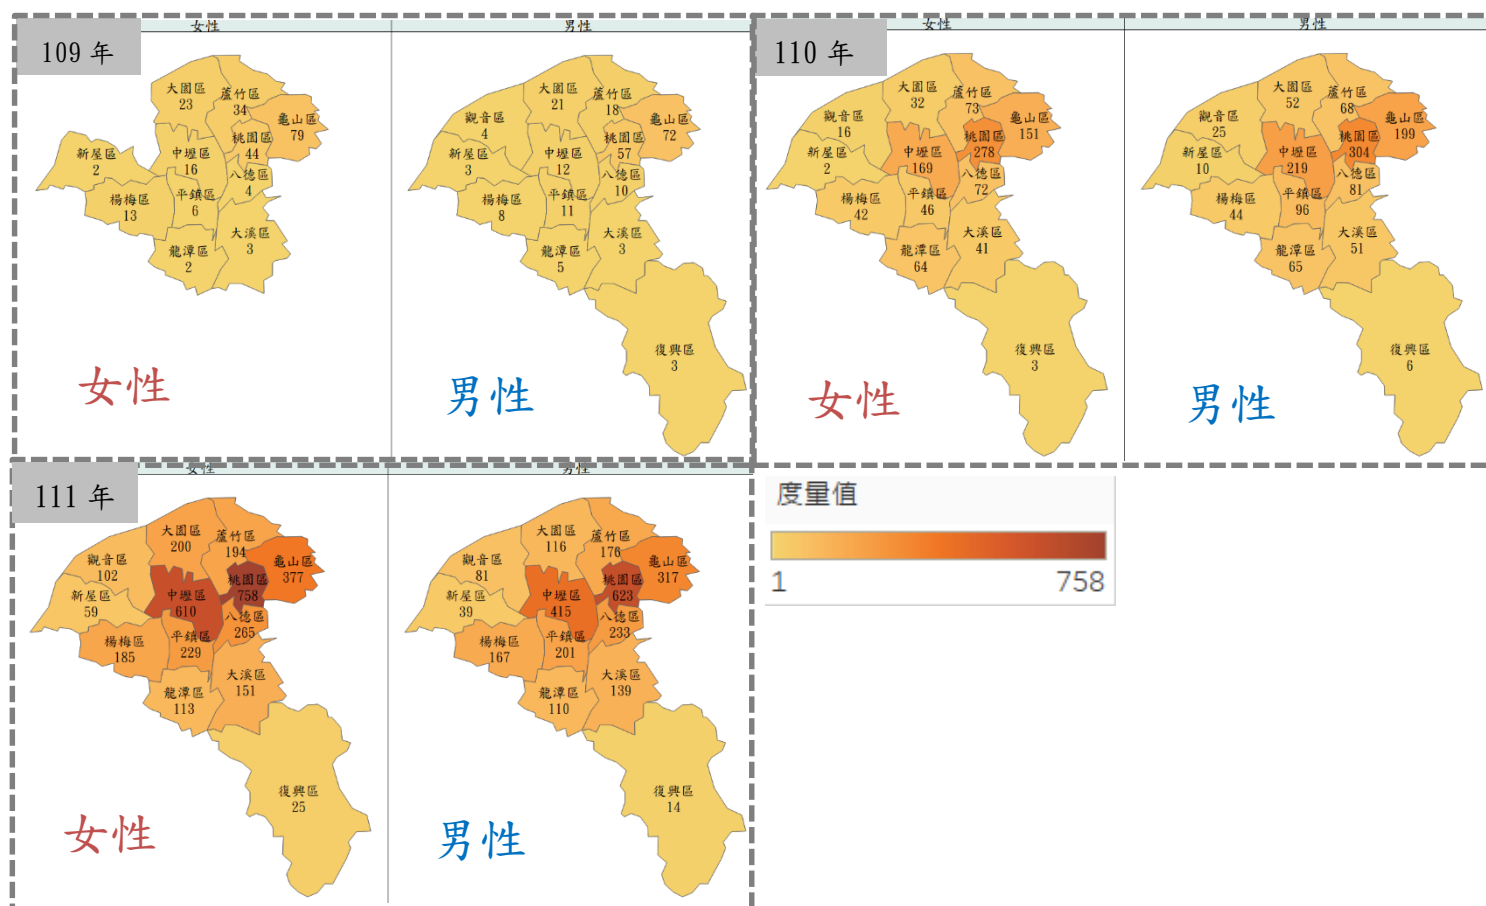 109 年
女性
男性
大園區
23
蘆竹區
34
龜山區
79
桃園區
44
新屋區
2
中壢區
16
八德區
4
楊梅區
13
平鎮區
6
大溪區
3
龍潭區
2
女性
大園區
21
蘆竹區
18
觀音區
4
龜山區
72
桃園區
57
新屋區
3
中壢區
12
八德區
10
楊梅區
8
平鎮區
11
大溪區
3
龍潭區
5
復興區
3
男性
110 年
女性
男性
大園區
32
蘆竹區
73
觀音區
16
龜山區
151
桃園區
278
新屋區
2
中壢區
169
八德區
72
楊梅區
42
平鎮區
46
大溪區
41
龍潭區
64
復興區
3
女性
大園區
52
蘆竹區
68
觀音區
25
龜山區
199
桃園區
304
新屋區
10
中壢區
219
八德區
81
楊梅區
44
平鎮區
96
大溪區
51
龍潭區
65
復興區
6
男性
111 年
女性
男性
大園區
200
蘆竹區
194
觀音區
102
龜山區
377
桃園區
758
新屋區
59
中壢區
610
八德區
265
楊梅區
185
平鎮區
229
大溪區
151
龍潭區
113
復興區
25
女性
大園區
116
蘆竹區
176
觀音區
81
龜山區
317
桃園區
623
新屋區
39
中壢區
415
八德區
233
楊梅區
167
平鎮區
201
大溪區
139
龍潭區
110
復興區
14
男性
度量值
1
758